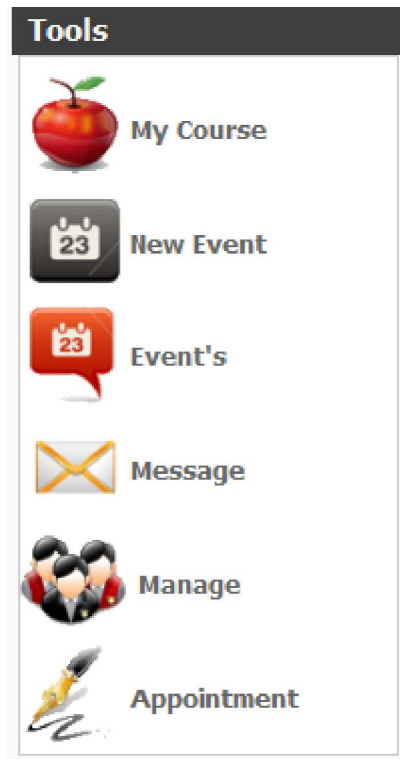 Tools
My Course
23
New Event
23
Event's
Message
Manage
Appointment